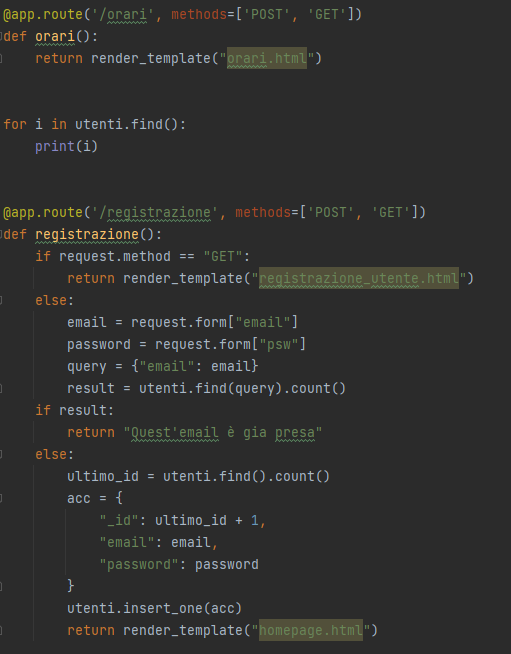 @app.route('/orari', methods=['POST', 'GET'])
def orari():
    return render_template("orari.html")
for i in utenti.find():
    print(i)
@app.route('/registrazione', methods=['POST', 'GET'])
def registrazione():
    if request.method == "GET":
        return render_template("registrazione_utente.html")
    else:
        email = request.form["email"]
        password = request.form["psw"]
        query = {"email": email}
        result = utenti.find(query).count()
    if result:
        return "Quest'email è gia presa"
    else:
        ultimo_id = utenti.find().count()
        acc = {
            "_id": ultimo_id + 1,
            "email": email,
            "password": password
        }
        utenti.insert_one(acc)
        return render_template("homepage.html")